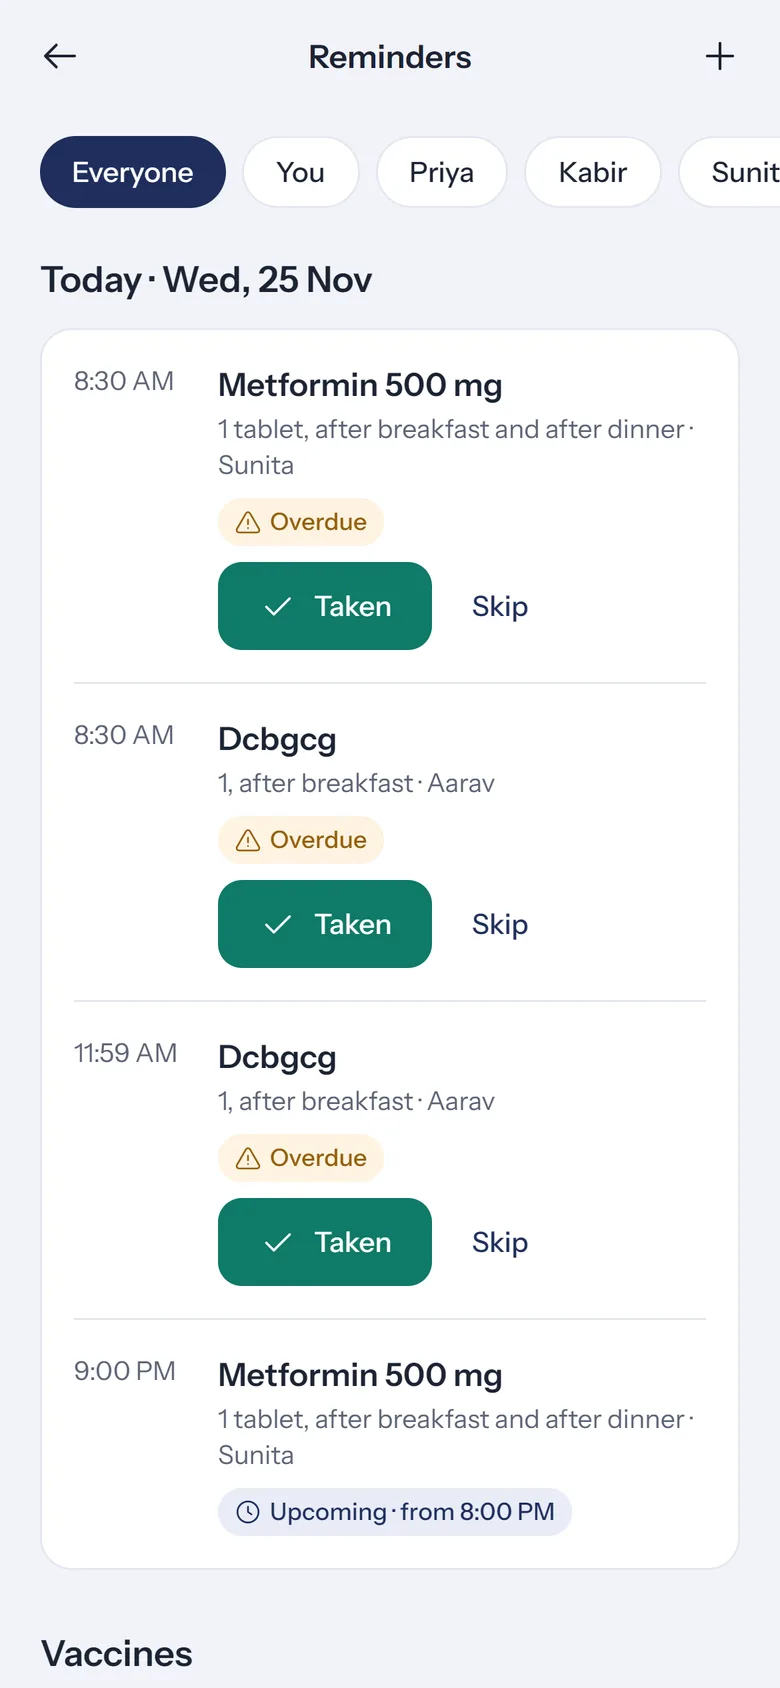 Reminders
Everyone
You
Priya
Kabir
Sunit
Today · Wed, 25 Nov
8:30 AM
Metformin 500 mg
1 tablet, after breakfast and after dinner ·
Sunita
Overdue
Taken
Skip
8:30 AM
Dcbgcg
1, after breakfast · Aarav
Overdue
Taken
Skip
11:59 AM
Dcbgcg
1, after breakfast · Aarav
Overdue
Taken
Skip
9:00 PM
Metformin 500 mg
1 tablet, after breakfast and after dinner ·
Sunita
Upcoming · from 8:00 PM
Vaccines